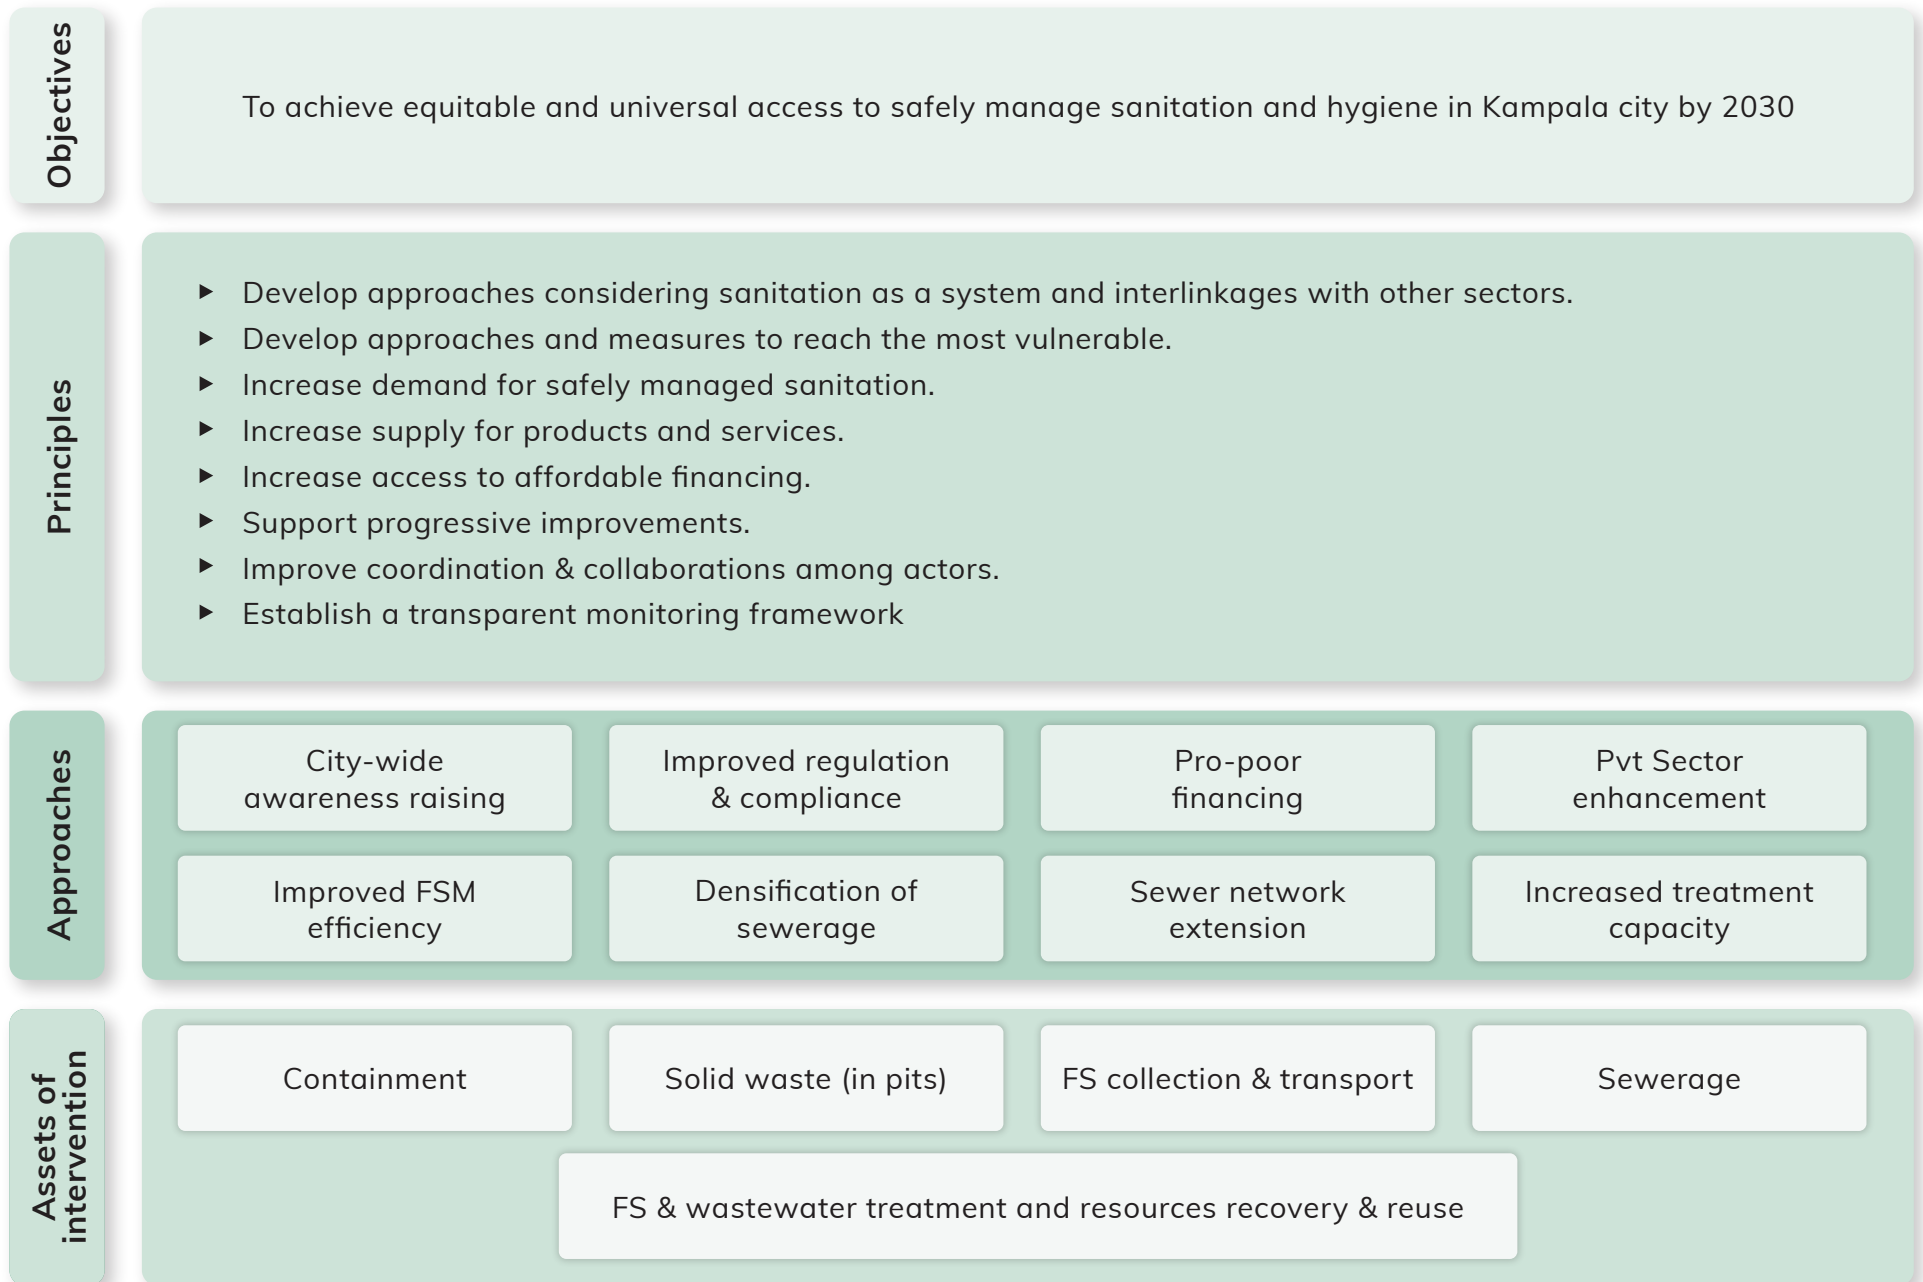 Objectives
To achieve equitable and universal access to safely manage sanitation and hygiene in Kampala city by 2030
Principles
Develop approaches considering sanitation as a system and interlinkages with other sectors.
Develop approaches and measures to reach the most vulnerable.
Increase demand for safely managed sanitation.
Increase supply for products and services.
Increase access to affordable financing.
Support progressive improvements.
Improve coordination & collaborations among actors.
Establish a transparent monitoring framework
Approaches
City-wide
awareness raising
Improved regulation
& compliance
Pro-poor
financing
Pvt Sector
enhancement
Improved FSM
efficiency
Densification of
sewerage
Sewer network
extension
Increased treatment
capacity
Assets of
intervention
Containment
Solid waste (in pits)
FS collection & transport
Sewerage
FS & wastewater treatment and resources recovery & reuse